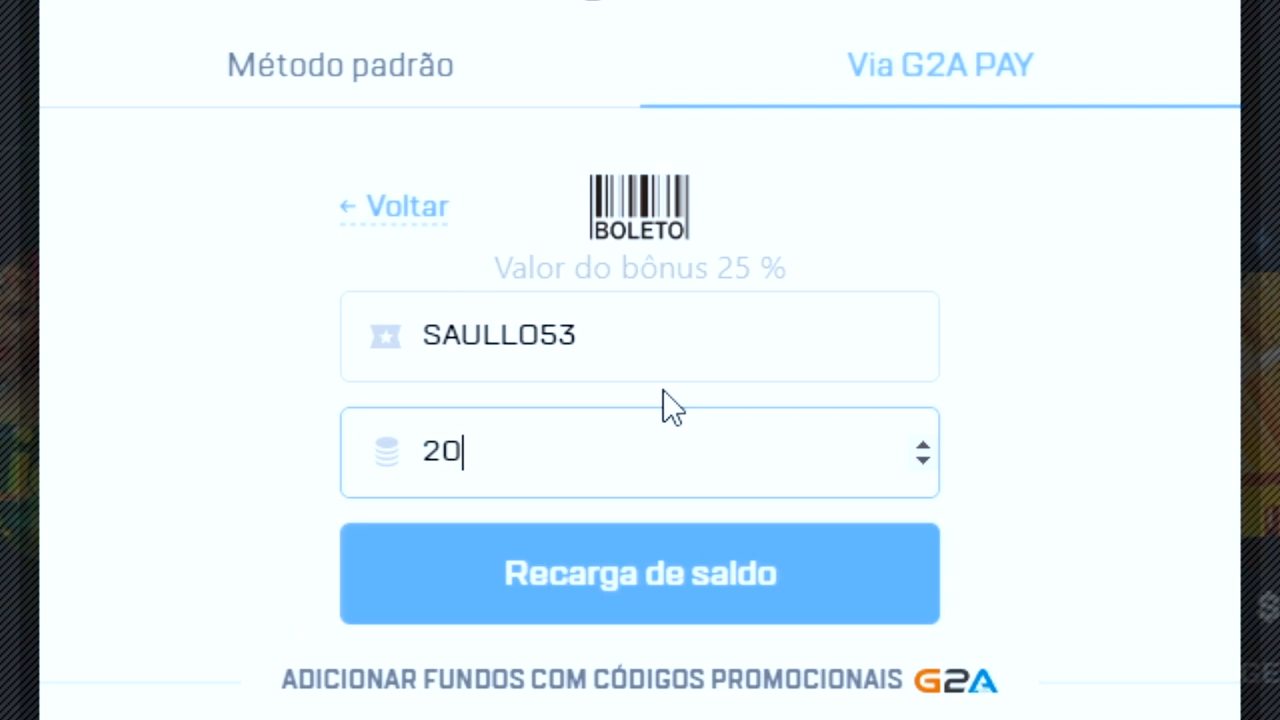 Método padrão
Via G2A PAY
← Voltar
BOLETO
Valor do bônus 25 %
SAULLO53
20
Recarga de saldo
ADICIONAR FUNDOS COM CÓDIGOS PROMOCIONAIS G2A
$